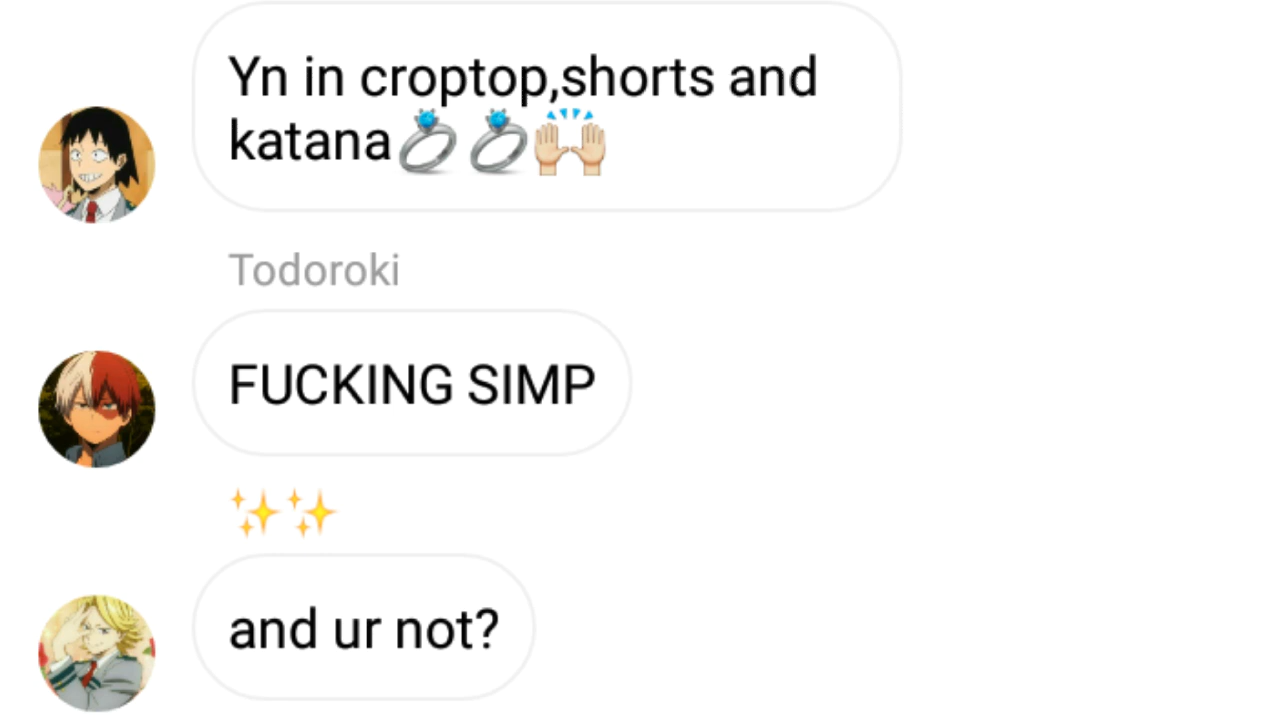 Yn in croptop,shorts and
katana💍💍🙌🏻
Todoroki
FUCKING SIMP
✨✨
and ur not?